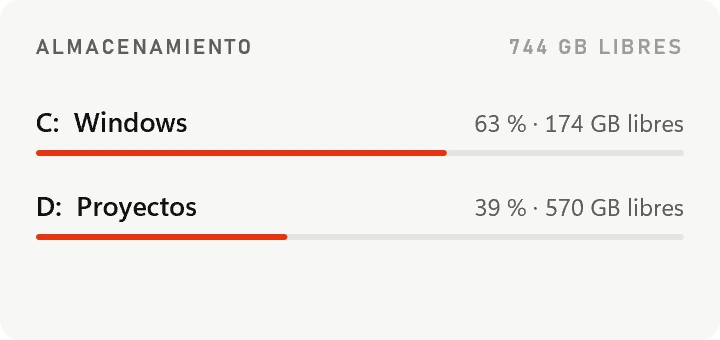 ALMACENAMIENTO 744 GB LIBRES
C: Windows 63 % · 174 GB libres
D: Proyectos 39 % · 570 GB libres